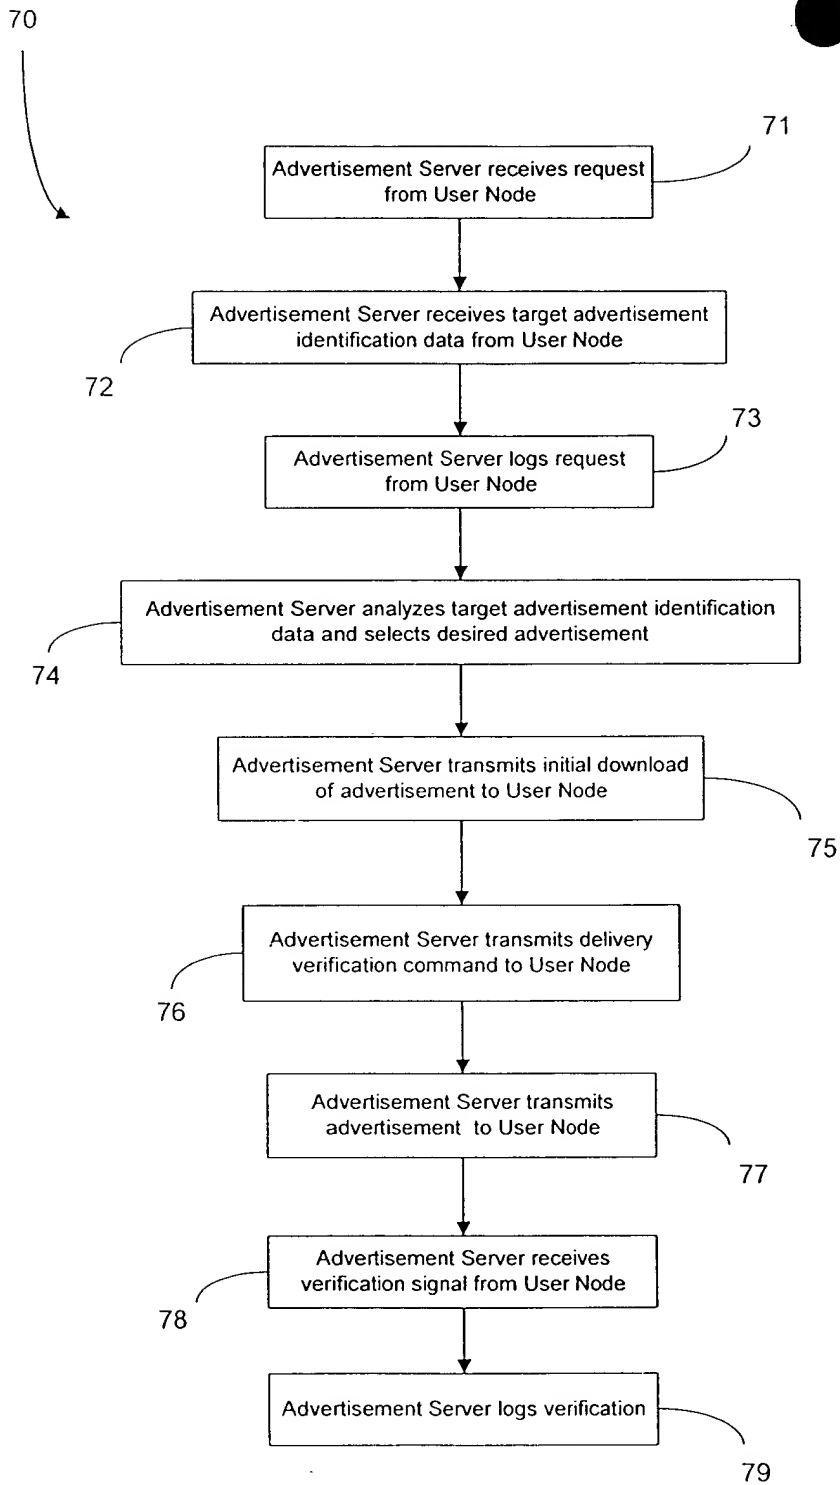 70
71
Advertisement Server receives request
from User Node
Advertisement Server receives target advertisement
identification data from User Node
72
73
Advertisement Server logs request
from User Node
Advertisement Server analyzes target advertisement identification
data and selects desired advertisement
74
Advertisement Server transmits initial download
of advertisement to User Node
75
Advertisement Server transmits delivery
verification command to User Node
76
Advertisement Server transmits
advertisement to User Node
77
Advertisement Server receives
verification signal from User Node
78
Advertisement Server logs verification
79